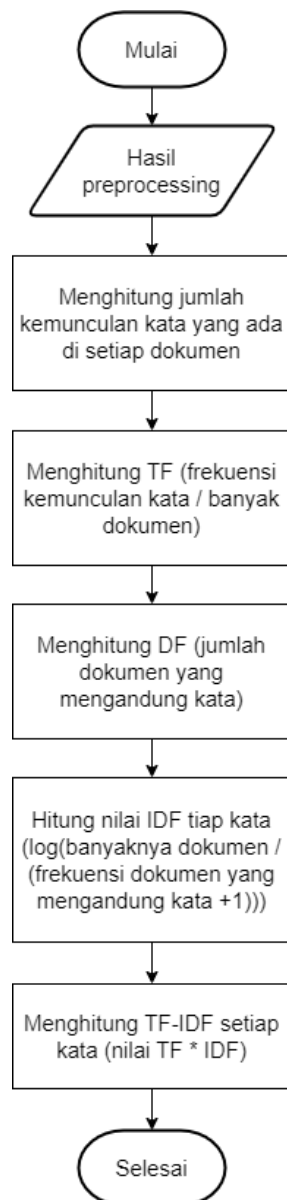 Mulai
Hasil
preprocessing
Menghitung jumlah
kemunculan kata yang ada
di setiap dokumen
Menghitung TF (frekuensi
kemunculan kata / banyak
dokumen)
Menghitung DF (jumlah
dokumen yang
mengandung kata)
Hitung nilai IDF tiap kata
(log(banyaknya dokumen /
(frekuensi dokumen yang
mengandung kata +1)))
Menghitung TF-IDF setiap
kata (nilai TF * IDF)
Selesai